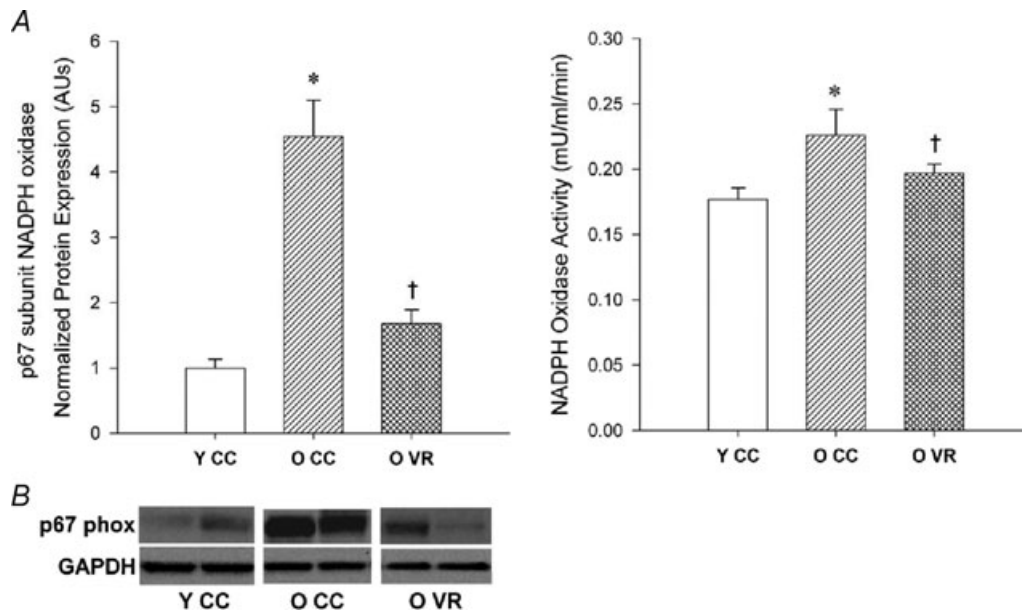 A
p67 subunit NADPH oxidase
Normalized Protein Expression (AUs)
6
5
4
3
2
1
0
*
†
Y CC O CC O VR
NADPH Oxidase Activity (mU/ml/min)
0.30
0.25
0.20
0.15
0.10
0.05
0.00
*
†
Y CC O CC O VR
B
p67 phox
GAPDH
Y CC O CC O VR